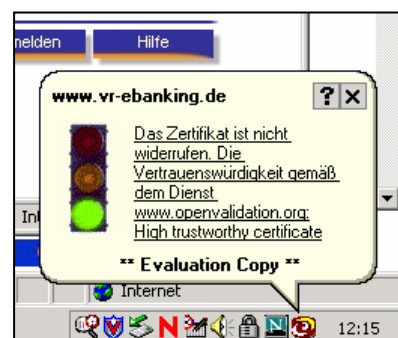 nelden Hilfe
www.vr-ebanking.de ? ×
Das Zertifikat ist nicht
widerrufen. Die
Vertrauenswürdigkeit gemäß
dem Dienst
www.openvalidation.org:
High trustworthy certificate
** Evaluation Copy **
Int
Internet
N N 12:15